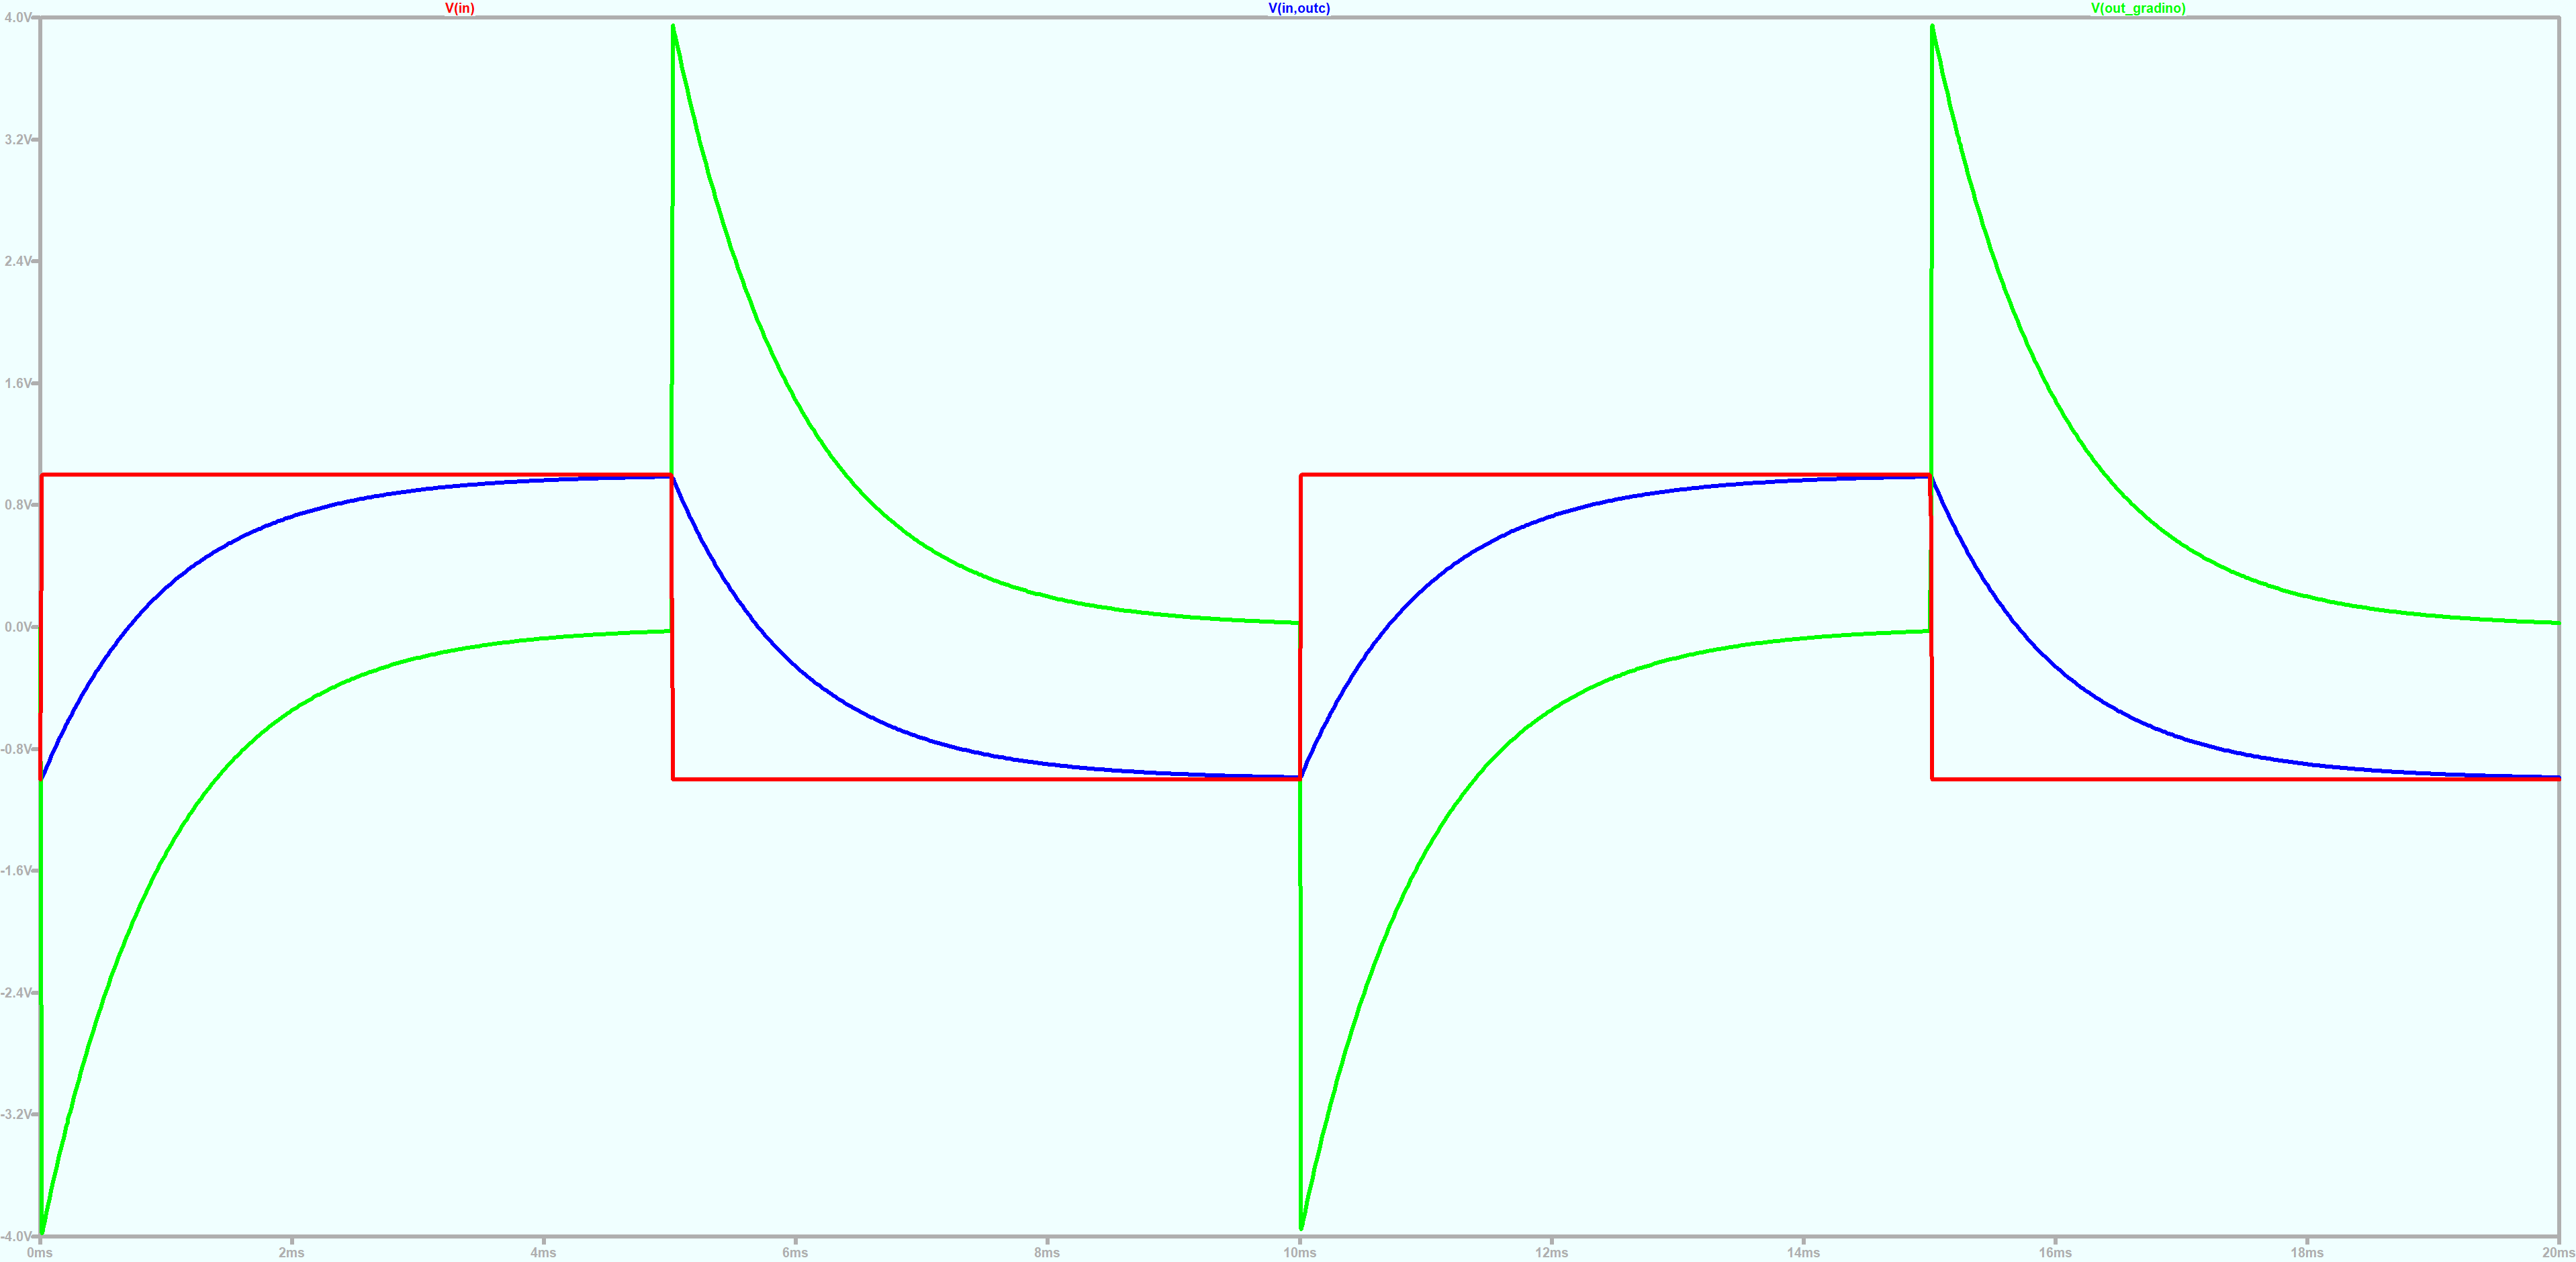 V(in) V(in,outc) V(out_gradino)
4.0V
3.2V
2.4V
1.6V
0.8V
0.0V
-0.8V
-1.6V
-2.4V
-3.2V
-4.0V
0ms 2ms 4ms 6ms 8ms 10ms 12ms 14ms 16ms 18ms 20ms